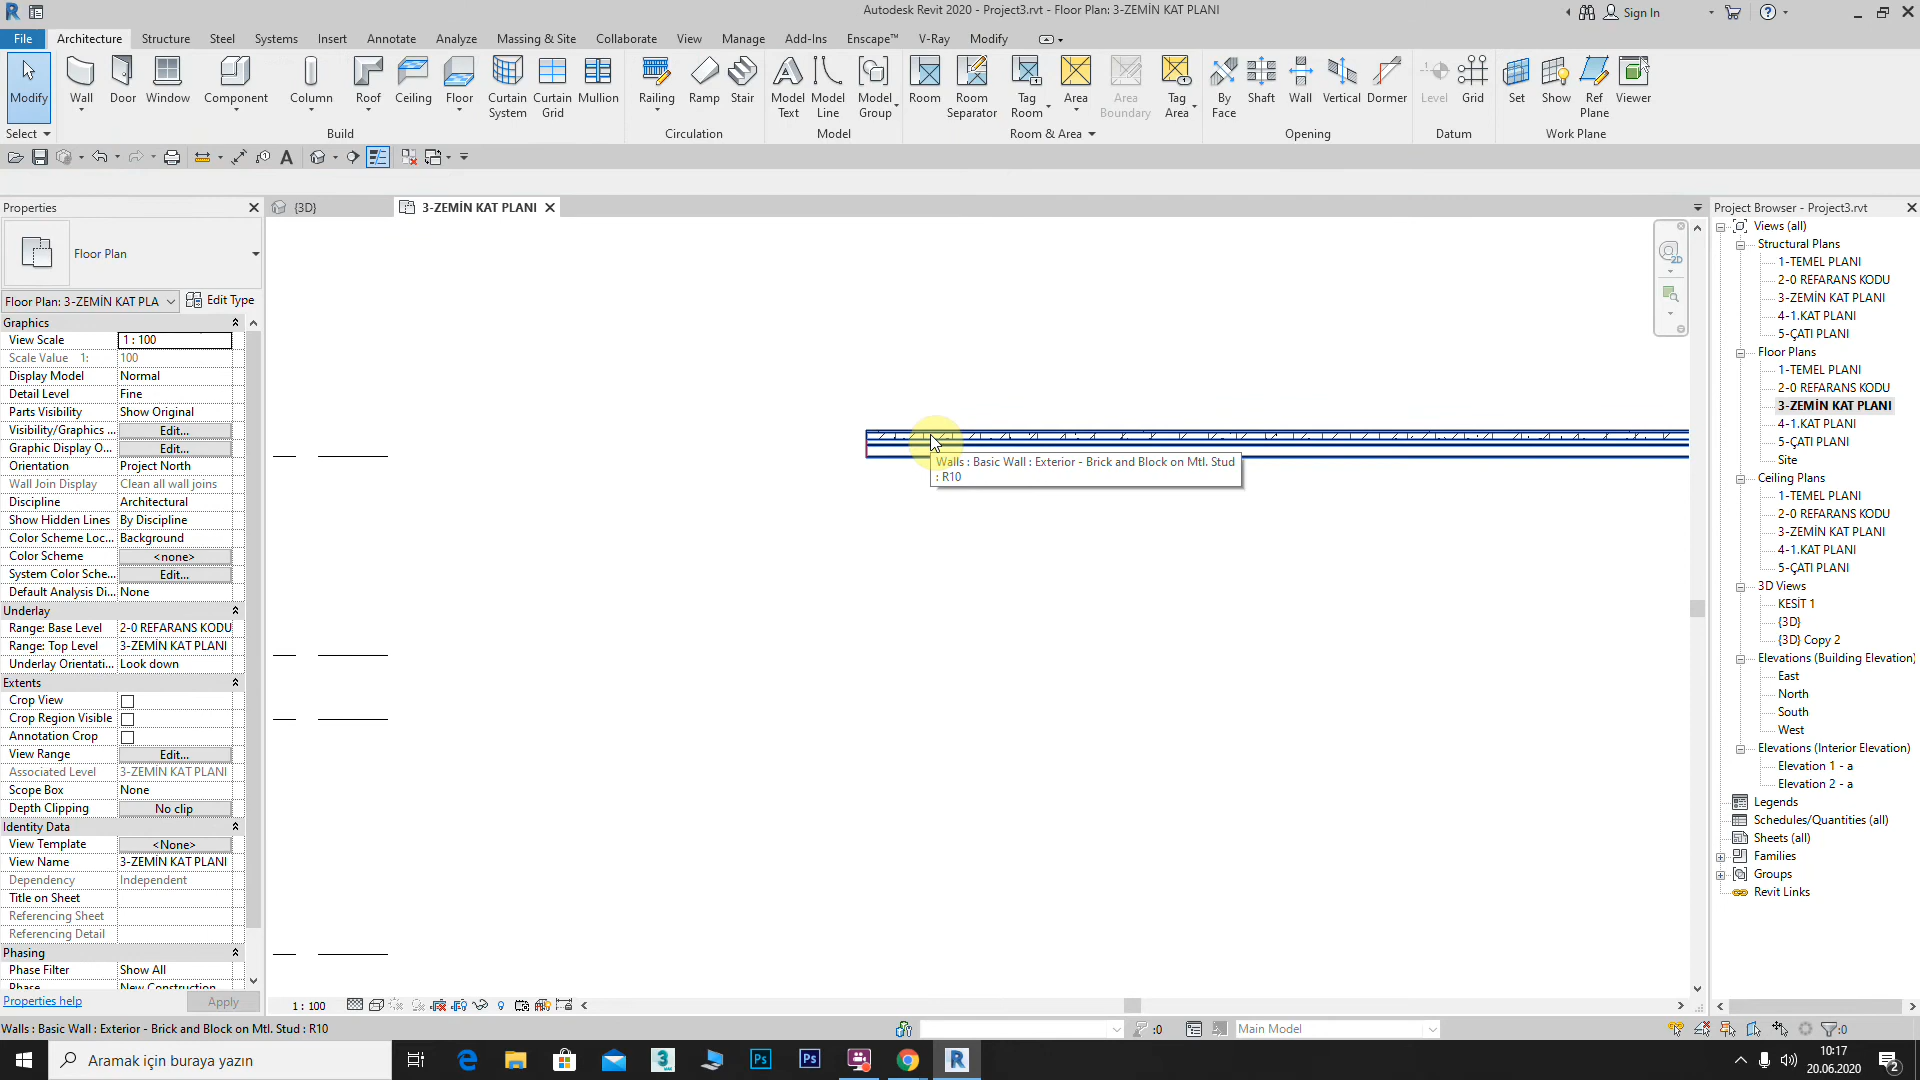 Autodesk Revit 2020 - Project3.rvt - Floor Plan: 3-ZEMİN KAT PLANI
Sign In
File Architecture Structure Steel Systems Insert Annotate Analyze Massing & Site Collaborate View Manage Add-Ins Enscape™ V-Ray Modify
Modify Wall Door Window Component Column Roof Ceiling Floor Curtain System Curtain Grid Mullion Railing Ramp Stair Model Text Model Line Model Group Room Room Separator Tag Room Area Area Boundary Tag Area By Face Shaft Wall Vertical Dormer Level Grid Set Show Ref Plane Viewer
Select Build Circulation Model Room & Area Opening Datum Work Plane
Properties
Floor Plan
Floor Plan: 3-ZEMİN KAT PLA Edit Type
Graphics
View Scale 1 : 100
Scale Value 1: 100
Display Model Normal
Detail Level Fine
Parts Visibility Show Original
Visibility/Graphics ... Edit...
Graphic Display O... Edit...
Orientation Project North
Wall Join Display Clean all wall joins
Discipline Architectural
Show Hidden Lines By Discipline
Color Scheme Loc... Background
Color Scheme <none>
System Color Sche... Edit...
Default Analysis Di... None
Underlay
Range: Base Level 2-0 REFARANS KODU
Range: Top Level 3-ZEMİN KAT PLANI
Underlay Orientati... Look down
Extents
Crop View
Crop Region Visible
Annotation Crop
View Range Edit...
Associated Level 3-ZEMİN KAT PLANI
Scope Box None
Depth Clipping No clip
Identity Data
View Template <None>
View Name 3-ZEMİN KAT PLANI
Dependency Independent
Title on Sheet
Referencing Sheet
Referencing Detail
Phasing
Phase Filter Show All
Phase New Construction
Properties help Apply
{3D} 3-ZEMİN KAT PLANI
2D
Walls : Basic Wall : Exterior - Brick and Block on Mtl. Stud
: R10
1 : 100
Project Browser - Project3.rvt
Views (all)
Structural Plans
1-TEMEL PLANI
2-0 REFARANS KODU
3-ZEMİN KAT PLANI
4-1.KAT PLANI
5-ÇATI PLANI
Floor Plans
1-TEMEL PLANI
2-0 REFARANS KODU
3-ZEMİN KAT PLANI
4-1.KAT PLANI
5-ÇATI PLANI
Site
Ceiling Plans
1-TEMEL PLANI
2-0 REFARANS KODU
3-ZEMİN KAT PLANI
4-1.KAT PLANI
5-ÇATI PLANI
3D Views
KESİT 1
{3D}
{3D} Copy 2
Elevations (Building Elevation)
East
North
South
West
Elevations (Interior Elevation)
Elevation 1 - a
Elevation 2 - a
Legends
Schedules/Quantities (all)
Sheets (all)
Families
Groups
Revit Links
Walls : Basic Wall : Exterior - Brick and Block on Mtl. Stud : R10 :0 Main Model :0
Aramak için buraya yazın 3 Ps Ps R 10:17
20.06.2020 2